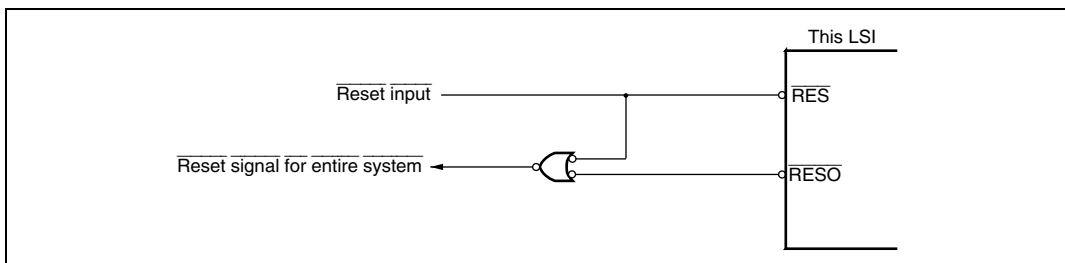 This LSI
Reset input
RES
Reset signal for entire system
RESO